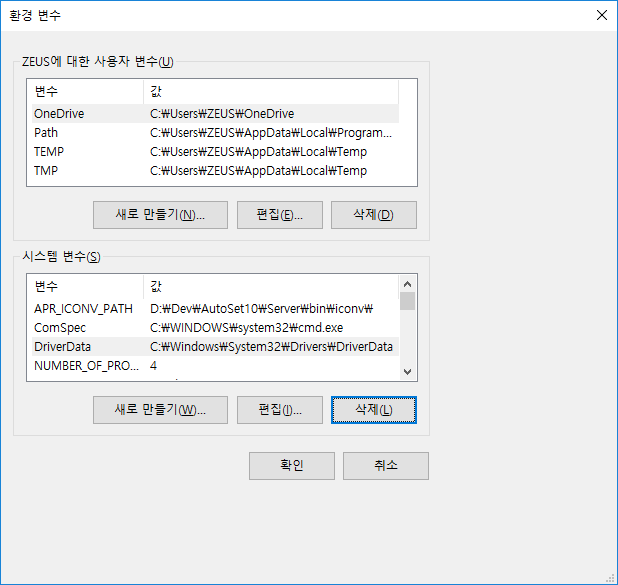 환경 변수
ZEUS에 대한 사용자 변수(U)
변수 값
OneDrive C:₩Users₩ZEUS₩OneDrive
Path C:₩Users₩ZEUS₩AppData₩Local₩Program...
TEMP C:₩Users₩ZEUS₩AppData₩Local₩Temp
TMP C:₩Users₩ZEUS₩AppData₩Local₩Temp
새로 만들기(N)... 편집(E)... 삭제(D)
시스템 변수(S)
변수 값
APR_ICONV_PATH D:₩Dev₩AutoSet10₩Server₩bin₩iconv₩
ComSpec C:₩WINDOWS₩system32₩cmd.exe
DriverData C:₩Windows₩System32₩Drivers₩DriverData
NUMBER_OF_PRO... 4
새로 만들기(W)... 편집(I)... 삭제(L)
확인 취소